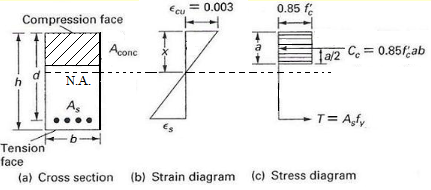 Compression face
h
d
A_conc
N.A.
A_s
b
Tension
face
(a) Cross section
ϵ_cu = 0.003
x
ϵ_s
(b) Strain diagram
0.85 f'_c
a
a/2
C_c = 0.85f'_c ab
T = A_s f_y
(c) Stress diagram